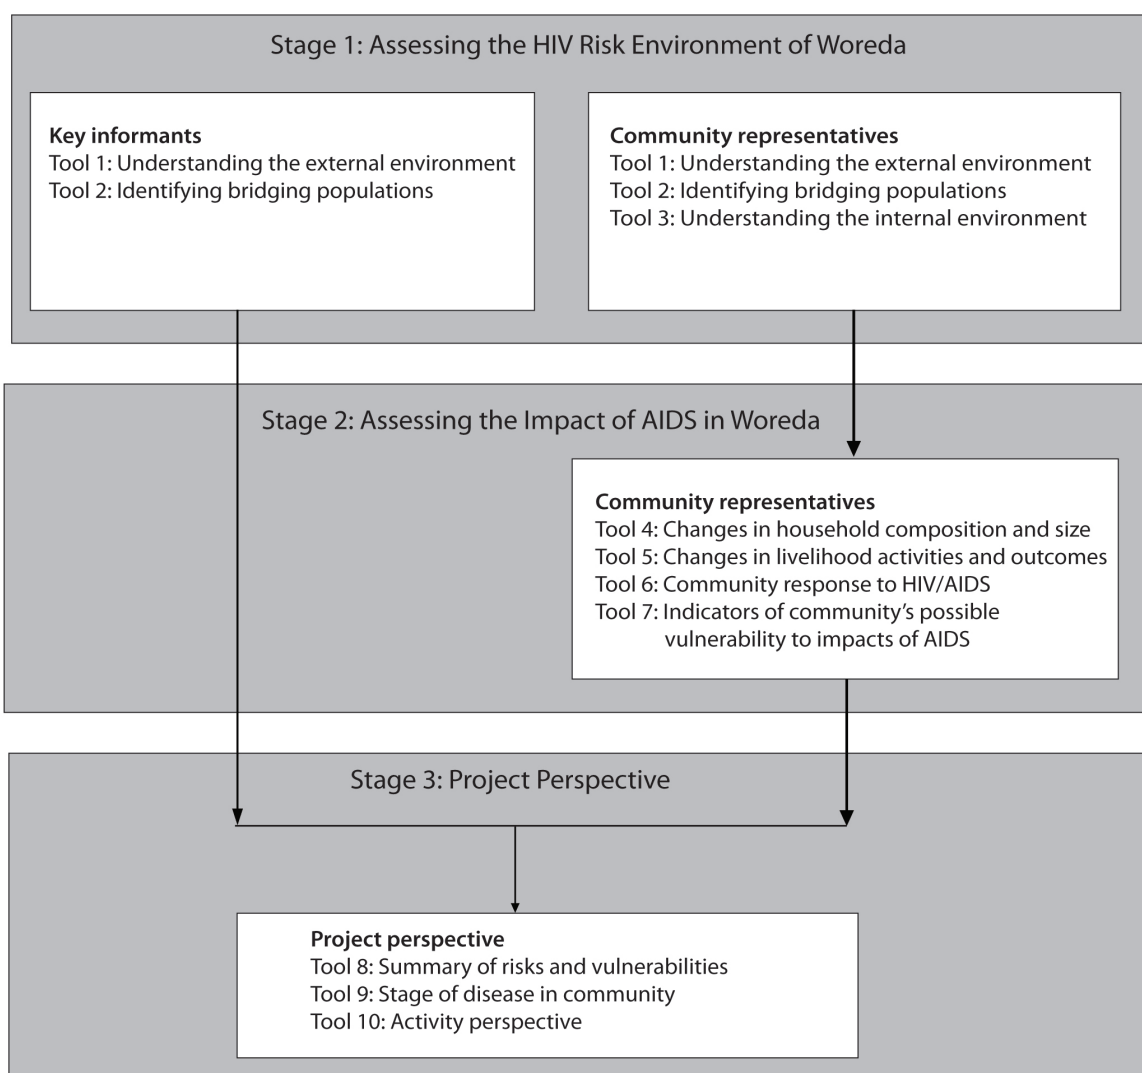 Stage 1: Assessing the HIV Risk Environment of Woreda
Key informants
Tool 1: Understanding the external environment
Tool 2: Identifying bridging populations
Community representatives
Tool 1: Understanding the external environment
Tool 2: Identifying bridging populations
Tool 3: Understanding the internal environment
Stage 2: Assessing the Impact of AIDS in Woreda
Community representatives
Tool 4: Changes in household composition and size
Tool 5: Changes in livelihood activities and outcomes
Tool 6: Community response to HIV/AIDS
Tool 7: Indicators of community’s possible
vulnerability to impacts of AIDS
Stage 3: Project Perspective
Project perspective
Tool 8: Summary of risks and vulnerabilities
Tool 9: Stage of disease in community
Tool 10: Activity perspective